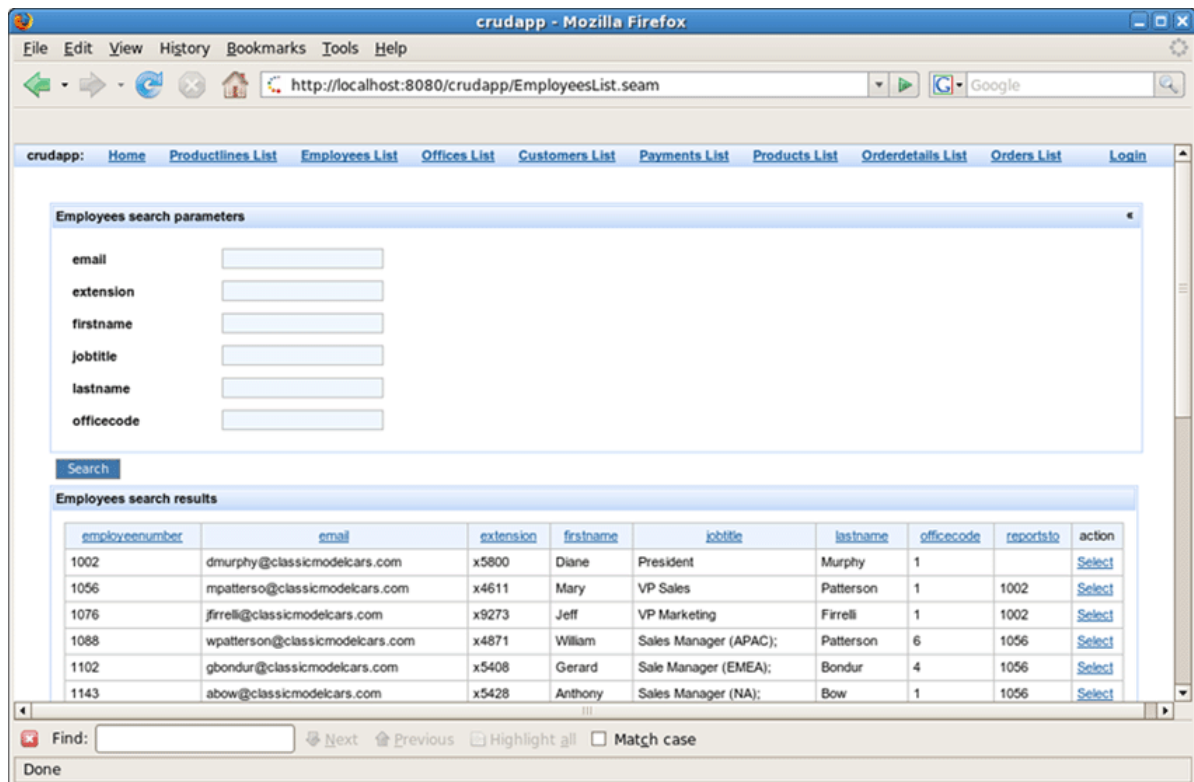 crudapp - Mozilla Firefox
File Edit View History Bookmarks Tools Help
http://localhost:8080/crudapp/EmployeesList.seam G Google
crudapp: Home Productlines List Employees List Offices List Customers List Payments List Products List Orderdetails List Orders List Login
Employees search parameters «
email
extension
firstname
jobtitle
lastname
officecode
Search
Employees search results
employeenumber email extension firstname jobtitle lastname officecode reportsto action
1002 dmurphy@classicmodelcars.com x5800 Diane President Murphy 1 Select
1056 mpatterso@classicmodelcars.com x4611 Mary VP Sales Patterson 1 1002 Select
1076 jfirrelli@classicmodelcars.com x9273 Jeff VP Marketing Firrelli 1 1002 Select
1088 wpatterson@classicmodelcars.com x4871 William Sales Manager (APAC); Patterson 6 1056 Select
1102 gbondur@classicmodelcars.com x5408 Gerard Sale Manager (EMEA); Bondur 4 1056 Select
1143 abow@classicmodelcars.com x5428 Anthony Sales Manager (NA); Bow 1 1056 Select
Find: Next Previous Highlight all Match case
Done